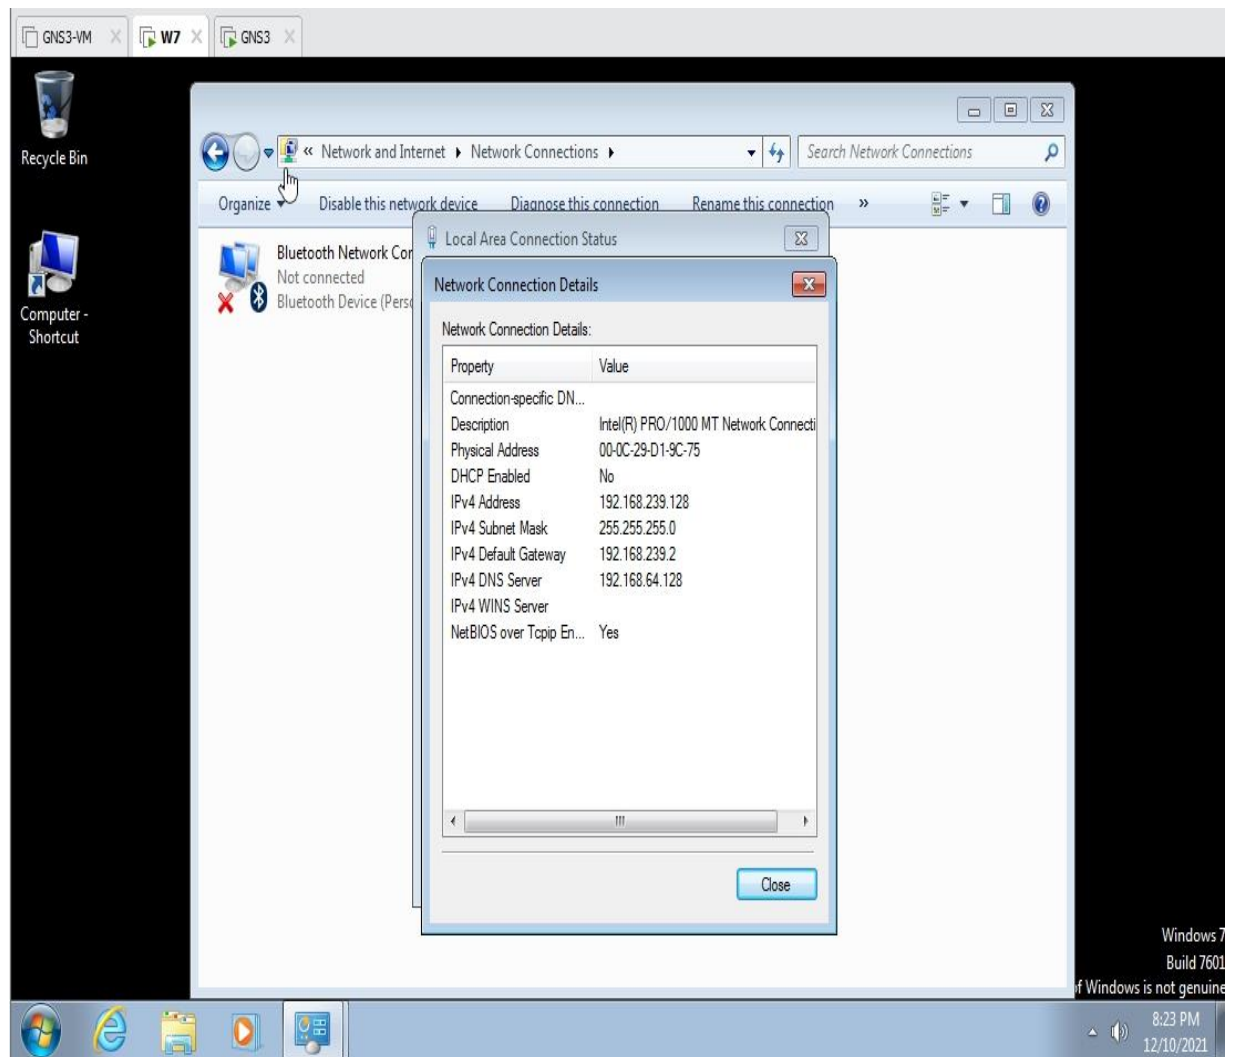 GNS3-VM W7 GNS3
Recycle Bin
« Network and Internet Network Connections Search Network Connections
Organize Disable this network device Diagnose this connection Rename this connection »
Local Area Connection Status
Bluetooth Network Cor
Not connected
Bluetooth Device (Perso
Computer -
Shortcut
Network Connection Details
Network Connection Details:
Property Value
Connection-specific DN...
Description Intel(R) PRO/1000 MT Network Connecti
Physical Address 00-0C-29-D1-9C-75
DHCP Enabled No
IPv4 Address 192.168.239.128
IPv4 Subnet Mask 255.255.255.0
IPv4 Default Gateway 192.168.239.2
IPv4 DNS Server 192.168.64.128
IPv4 WINS Server
NetBIOS over Tcpip En... Yes
Close
Windows 7
Build 7601
of Windows is not genuine
8:23 PM
12/10/2021